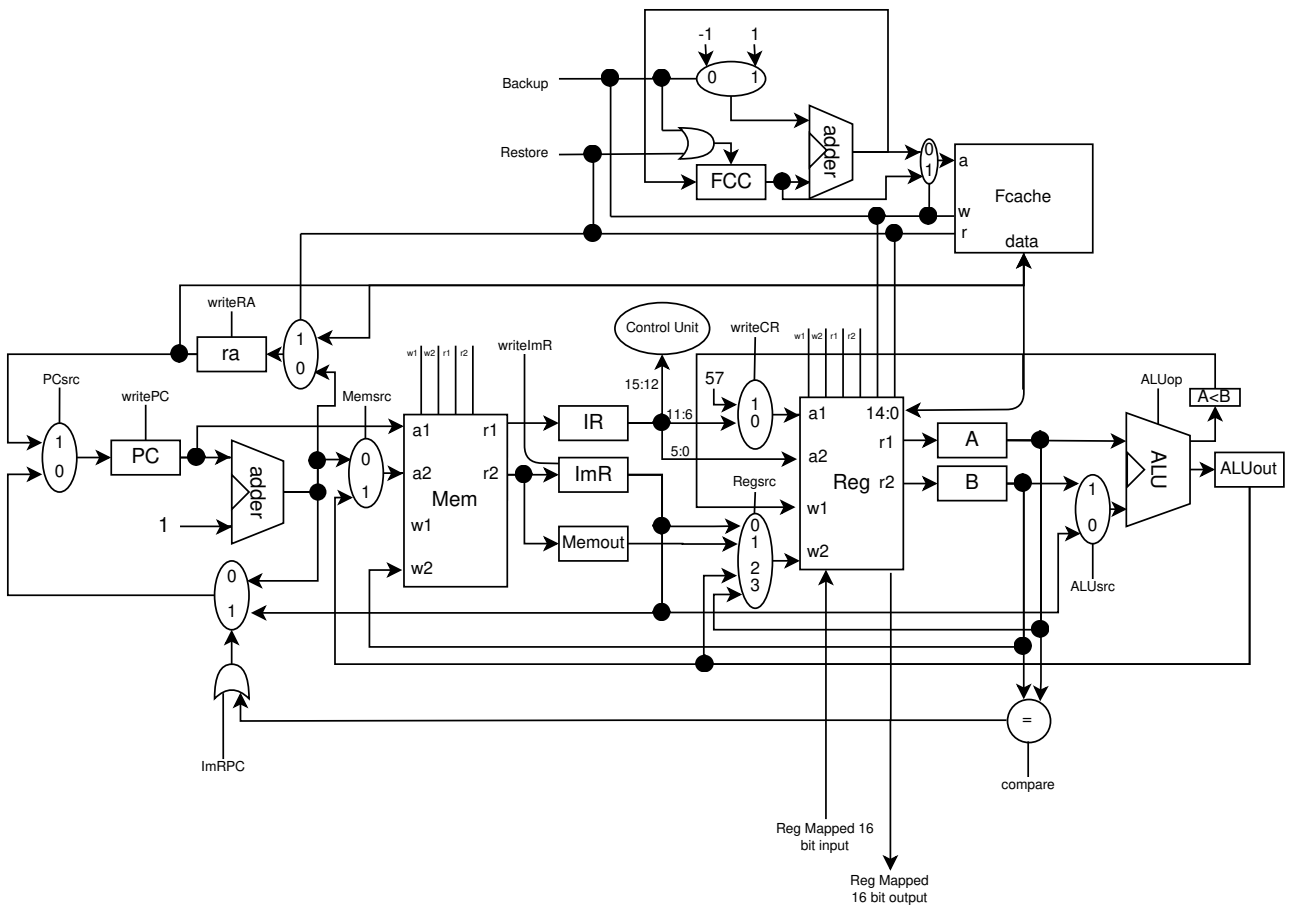 -1 1
Backup
0 1
adder
Restore
FCC
0
1
a
Fcache
w
r
data
writeRA
ra
1
0
Control Unit
writeCR
w1 w2 r1 r2
writeImR
w1 w2 r1 r2
PCsrc
writePC
Memsrc
15:12
57
ALUop
A<B
1
0
PC
adder
1
0
1
a1
a2
Mem
w1
w2
r1
r2
IR
ImR
Memout
11:6
5:0
1
0
a1
a2
Reg
w1
w2
14:0
r1
r2
A
B
Regsrc
0
1
2
3
1
0
ALUsrc
ALU
ALUout
0
1
ImRPC
=
compare
Reg Mapped 16
bit input
Reg Mapped
16 bit output